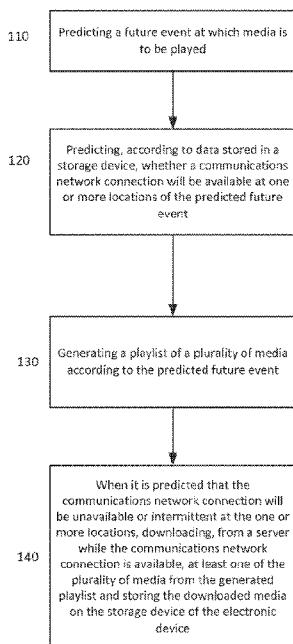 110
Predicting a future event at which media is
to be played
120
Predicting, according to data stored in a
storage device, whether a communications
network connection will be available at one
or more locations of the predicted future
event
130
Generating a playlist of a plurality of media
according to the predicted future event
140
When it is predicted that the
communications network connection
will be unavailable or intermittent at the one
or more locations, downloading, from a server
while the communications network
connection is available, at least one of the
plurality of media from the generated
playlist and storing the downloaded media
on the storage device of the electronic
device